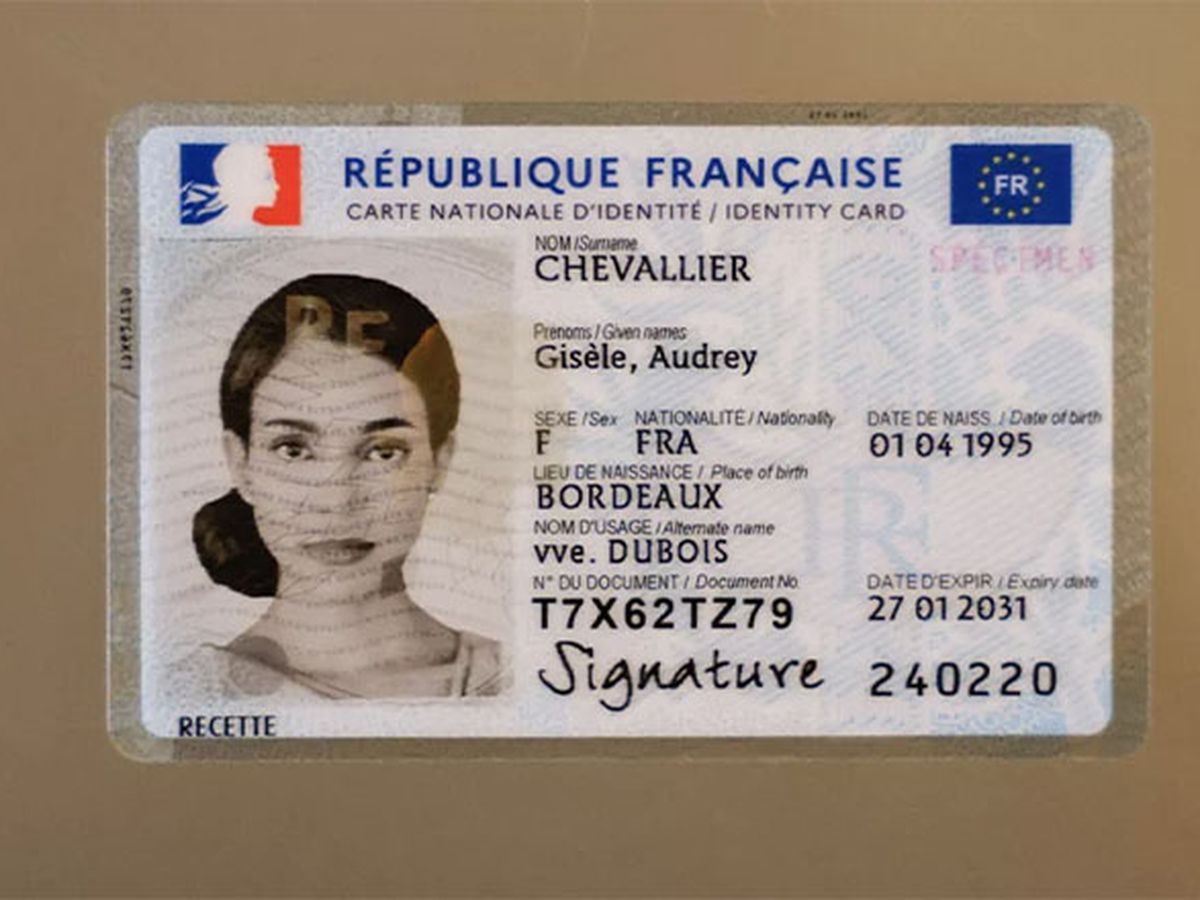 RÉPUBLIQUE FRANÇAISE
FR
CARTE NATIONALE D'IDENTITÉ / IDENTITY CARD
NOM /Surname
SPECIMEN
CHEVALLIER
Prenoms / Given names
Gisèle, Audrey
SEXE /Sex NATIONALITÉ / Nationality DATE DE NAISS. / Date of birth
F FRA 01 04 1995
LIEU DE NAISSANCE / Place of birth
BORDEAUX
NOM D'USAGE / Alternate name
vve. DUBOIS
N° DU DOCUMENT / Document No. DATE D'EXPIR / Expiry date
T7X62TZ79 27 01 2031
Signature 240220
RECETTE
RF